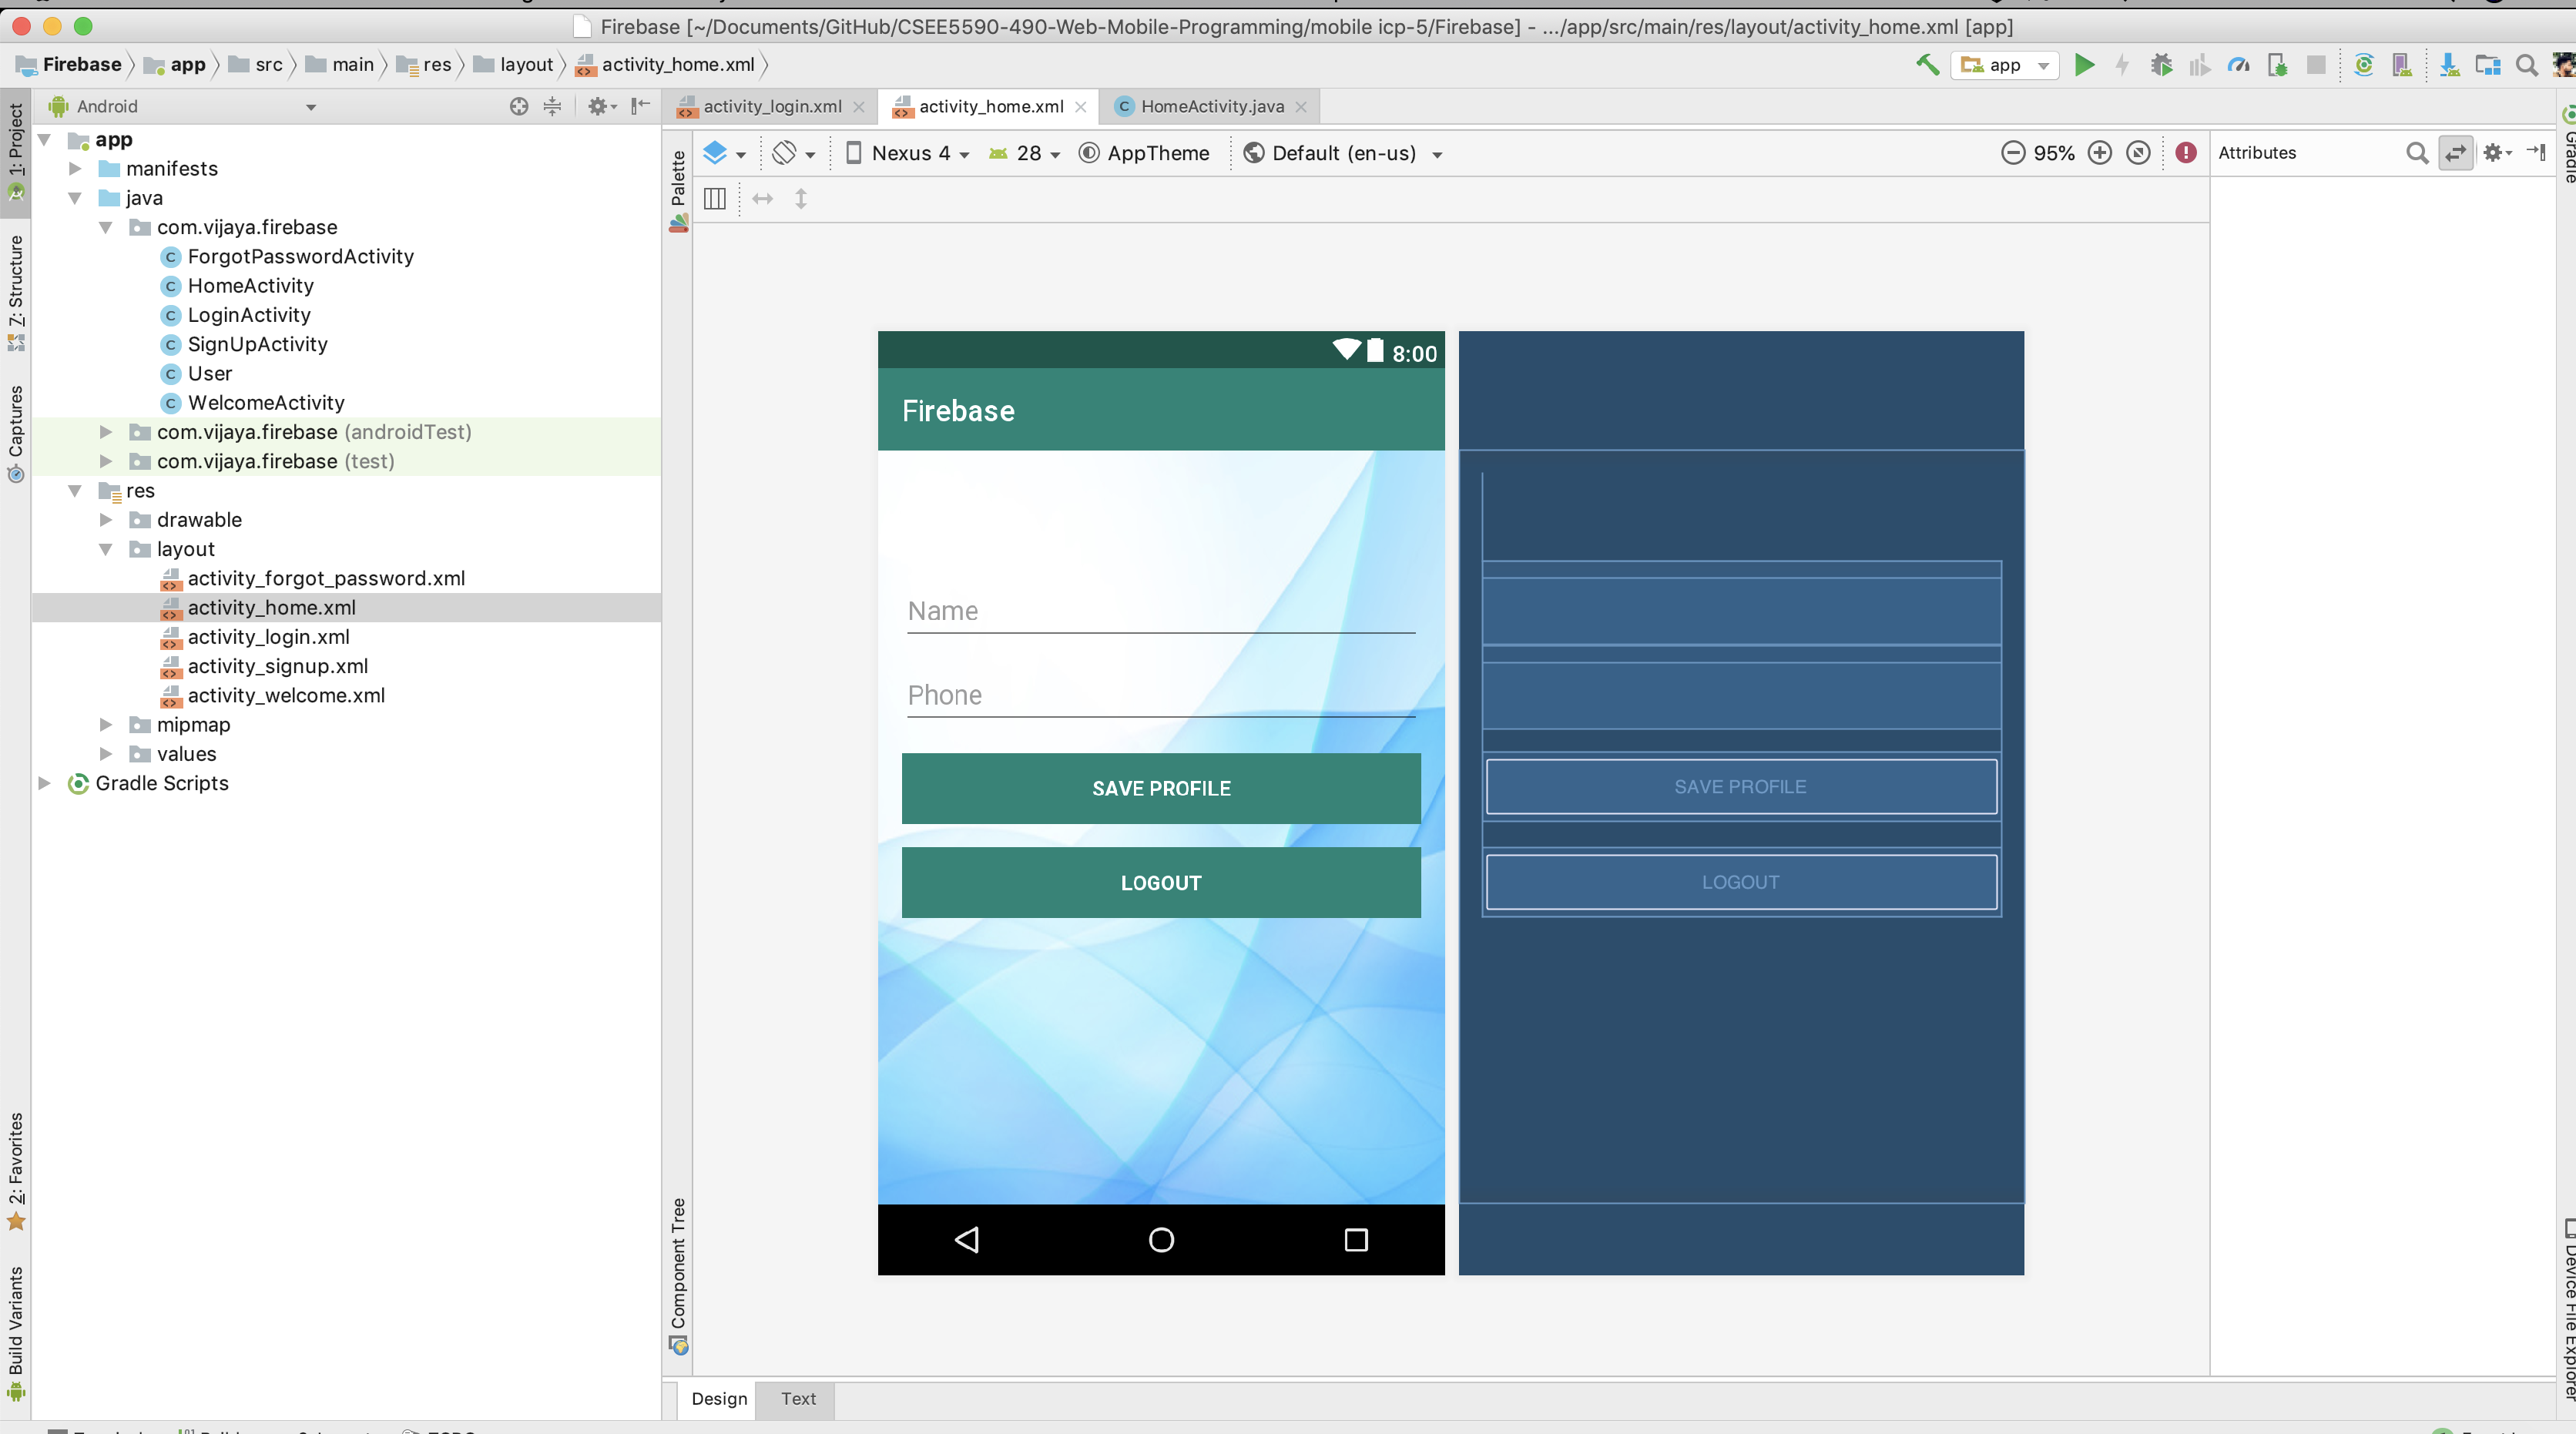 Firebase [~/Documents/GitHub/CSEE5590-490-Web-Mobile-Programming/mobile icp-5/Firebase] - .../app/src/main/res/layout/activity_home.xml [app]
Firebase app src main res layout activity_home.xml
app
Android
activity_login.xml activity_home.xml HomeActivity.java
1: Project
Z: Structure
Captures
2: Favorites
Build Variants
app
manifests
java
com.vijaya.firebase
ForgotPasswordActivity
HomeActivity
LoginActivity
SignUpActivity
User
WelcomeActivity
com.vijaya.firebase (androidTest)
com.vijaya.firebase (test)
res
drawable
layout
activity_forgot_password.xml
activity_home.xml
activity_login.xml
activity_signup.xml
activity_welcome.xml
mipmap
values
Gradle Scripts
Palette
Component Tree
Nexus 4 28 AppTheme Default (en-us) 95%
Attributes
8:00
Firebase
Name
Phone
SAVE PROFILE
LOGOUT
SAVE PROFILE
LOGOUT
Design Text
Gradle
Device File Explorer